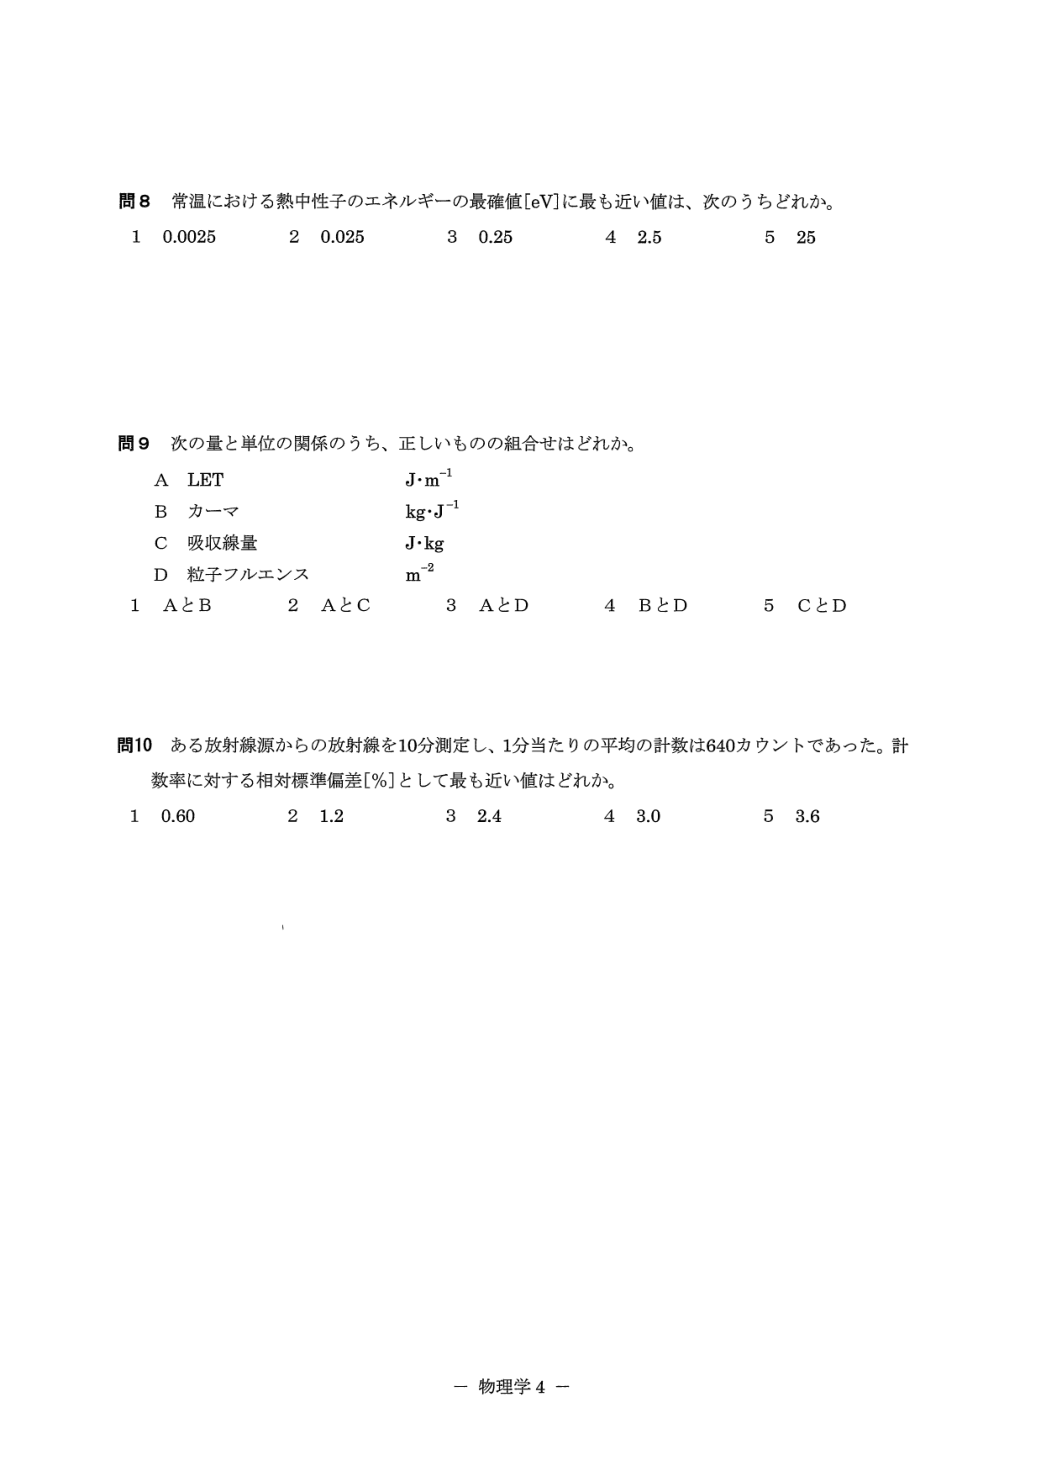 問8　常温における熱中性子のエネルギーの最確値[eV]に最も近い値は、次のうちどれか。
1　0.0025　2　0.025　3　0.25　4　2.5　5　25
問9　次の量と単位の関係のうち、正しいものの組合せはどれか。
A　LET　J・m⁻¹
B　カーマ　kg・J⁻¹
C　吸収線量　J・kg
D　粒子フルエンス　m⁻²
1　AとB　2　AとC　3　AとD　4　BとD　5　CとD
問10　ある放射線源からの放射線を10分測定し、1分当たりの平均の計数は640カウントであった。計
数率に対する相対標準偏差[%]として最も近い値はどれか。
1　0.60　2　1.2　3　2.4　4　3.0　5　3.6
― 物理学 4 ―